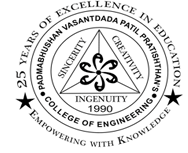 25 YEARS OF EXCELLENCE IN EDUCATION
PADMABHUSHAN VASANTDADA PATIL PRATISHTHAN'S
COLLEGE OF ENGINEERING
SINCERITY
CREATIVITY
INGENUITY
1990
EMPOWERING WITH KNOWLEDGE